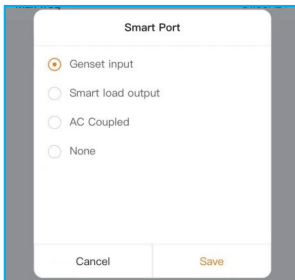 Smart Port
Genset input
Smart load output
AC Coupled
None
Cancel
Save